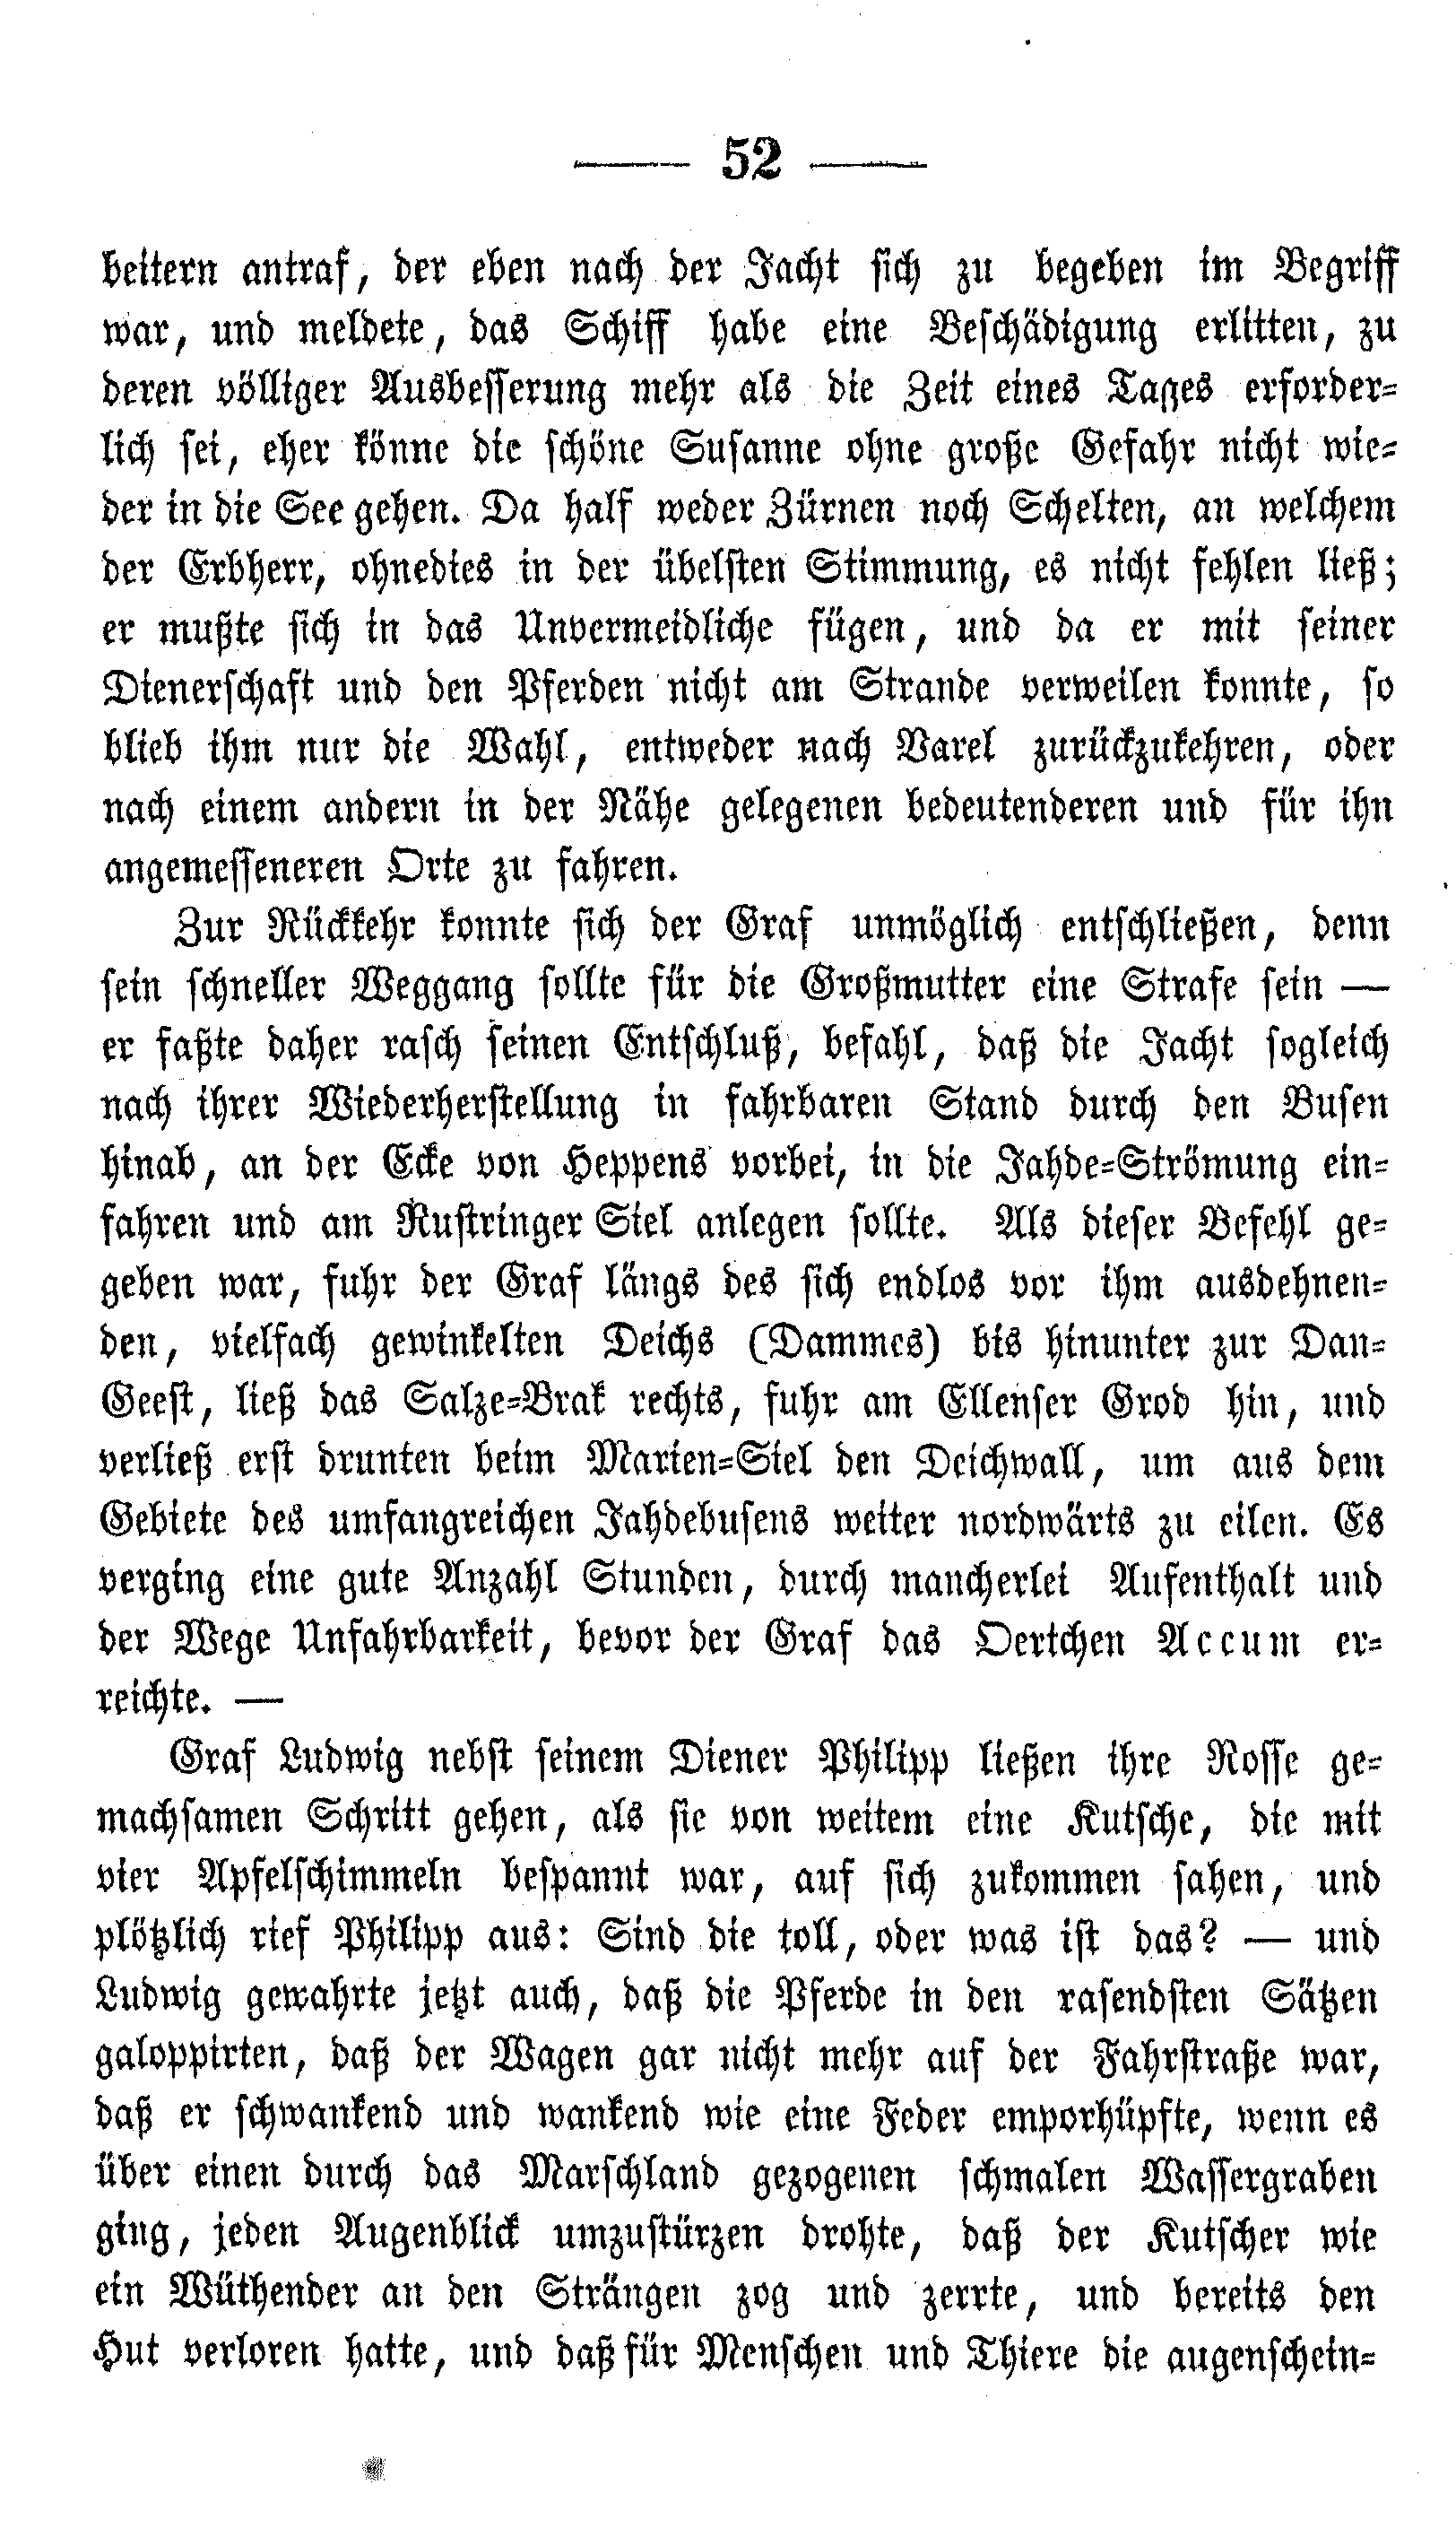 — 52 —
beitern antraf, der eben nach der Jacht sich zu begeben im Begriff
war, und meldete, das Schiff habe eine Beschädigung erlitten, zu
deren völliger Ausbesserung mehr als die Zeit eines Tages erforder-
lich sei, eher könne die schöne Susanne ohne große Gefahr nicht wie-
der in die See gehen. Da half weder Zürnen noch Schelten, an welchem
der Erbherr, ohnedies in der übelsten Stimmung, es nicht fehlen ließ;
er mußte sich in das Unvermeidliche fügen, und da er mit seiner
Dienerschaft und den Pferden nicht am Strande verweilen konnte, so
blieb ihm nur die Wahl, entweder nach Varel zurückzukehren, oder
nach einem andern in der Nähe gelegenen bedeutenderen und für ihn
angemesseneren Orte zu fahren.
Zur Rückkehr konnte sich der Graf unmöglich entschließen, denn
sein schneller Weggang sollte für die Großmutter eine Strafe sein —
er faßte daher rasch seinen Entschluß, befahl, daß die Jacht sogleich
nach ihrer Wiederherstellung in fahrbaren Stand durch den Busen
hinab, an der Ecke von Heppens vorbei, in die Jahde-Strömung ein-
fahren und am Rustringer Siel anlegen sollte. Als dieser Befehl ge-
geben war, fuhr der Graf längs des sich endlos vor ihm ausdehnen-
den, vielfach gewinkelten Deichs (Dammes) bis hinunter zur Dan-
Geest, ließ das Salze-Brak rechts, fuhr am Ellenser Grod hin, und
verließ erst drunten beim Marien-Siel den Deichwall, um aus dem
Gebiete des umfangreichen Jahdebusens weiter nordwärts zu eilen. Es
verging eine gute Anzahl Stunden, durch mancherlei Aufenthalt und
der Wege Unfahrbarkeit, bevor der Graf das Oertchen Accum er-
reichte. —
Graf Ludwig nebst seinem Diener Philipp ließen ihre Rosse ge-
machsamen Schritt gehen, als sie von weitem eine Kutsche, die mit
vier Apfelschimmeln bespannt war, auf sich zukommen sahen, und
plötzlich rief Philipp aus: Sind die toll, oder was ist das? — und
Ludwig gewahrte jetzt auch, daß die Pferde in den rasendsten Sätzen
galoppirten, daß der Wagen gar nicht mehr auf der Fahrstraße war,
daß er schwankend und wankend wie eine Feder emporhüpfte, wenn es
über einen durch das Marschland gezogenen schmalen Wassergraben
ging, jeden Augenblick umzustürzen drohte, daß der Kutscher wie
ein Wüthender an den Strängen zog und zerrte, und bereits den
Hut verloren hatte, und daß für Menschen und Thiere die augenschein-